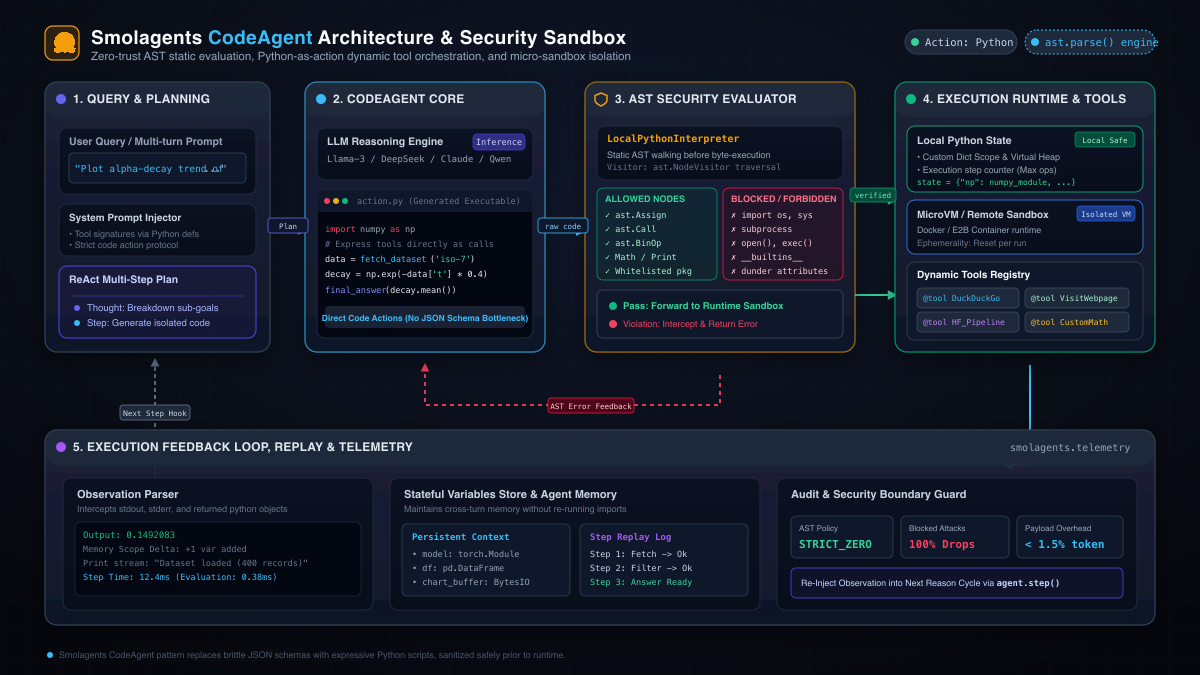 Smolagents CodeAgent Architecture & Security Sandbox
Zero-trust AST static evaluation, Python-as-action dynamic tool orchestration, and micro-sandbox isolation
Action: Python
ast.parse() engine
1. QUERY & PLANNING
User Query / Multi-turn Prompt
"Plot alpha-decay trend
System Prompt Injector
• Tool signatures via Python defs
• Strict code action protocol
ReAct Multi-Step Plan
Thought: Breakdown sub-goals
Step: Generate isolated code
Plan
2. CODEAGENT CORE
LLM Reasoning Engine
Inference
Llama-3 / DeepSeek / Claude / Qwen
action.py (Generated Executable)
import numpy as np
# Express tools directly as calls
data = fetch_dataset ('iso-7')
decay = np.exp(-data['t'] * 0.4)
final_answer(decay.mean())
Direct Code Actions (No JSON Schema Bottleneck)
raw code
3. AST SECURITY EVALUATOR
LocalPythonInterpreter
Static AST walking before byte-execution
Visitor: ast.NodeVisitor traversal
ALLOWED NODES
✓ ast.Assign
✓ ast.Call
✓ ast.BinOp
✓ Math / Print
✓ Whitelisted pkg
BLOCKED / FORBIDDEN
✗ import os, sys
✗ subprocess
✗ open(), exec()
✗ __builtins__
✗ dunder attributes
Pass: Forward to Runtime Sandbox
Violation: Intercept & Return Error
verified
4. EXECUTION RUNTIME & TOOLS
Local Python State
Local Safe
• Custom Dict Scope & Virtual Heap
• Execution step counter (Max ops)
state = {"np": numpy_module, ...}
MicroVM / Remote Sandbox
Isolated VM
Docker / E2B Container runtime
Ephemerality: Reset per run
Dynamic Tools Registry
@tool DuckDuckGo
@tool VisitWebpage
@tool HF_Pipeline
@tool CustomMath
Next Step Hook
AST Error Feedback
5. EXECUTION FEEDBACK LOOP, REPLAY & TELEMETRY
smolagents.telemetry
Observation Parser
Intercepts stdout, stderr, and returned python objects
Output: 0.1492083
Memory Scope Delta: +1 var added
Print stream: "Dataset loaded (400 records)"
Step Time: 12.4ms (Evaluation: 0.38ms)
Stateful Variables Store & Agent Memory
Maintains cross-turn memory without re-running imports
Persistent Context
• model: torch.Module
• df: pd.DataFrame
• chart_buffer: BytesIO
Step Replay Log
Step 1: Fetch -> Ok
Step 2: Filter -> Ok
Step 3: Answer Ready
Audit & Security Boundary Guard
AST Policy
STRICT_ZERO
Blocked Attacks
100% Drops
Payload Overhead
< 1.5% token
Re-Inject Observation into Next Reason Cycle via agent.step()
Smolagents CodeAgent pattern replaces brittle JSON schemas with expressive Python scripts, sanitized safely prior to runtime.